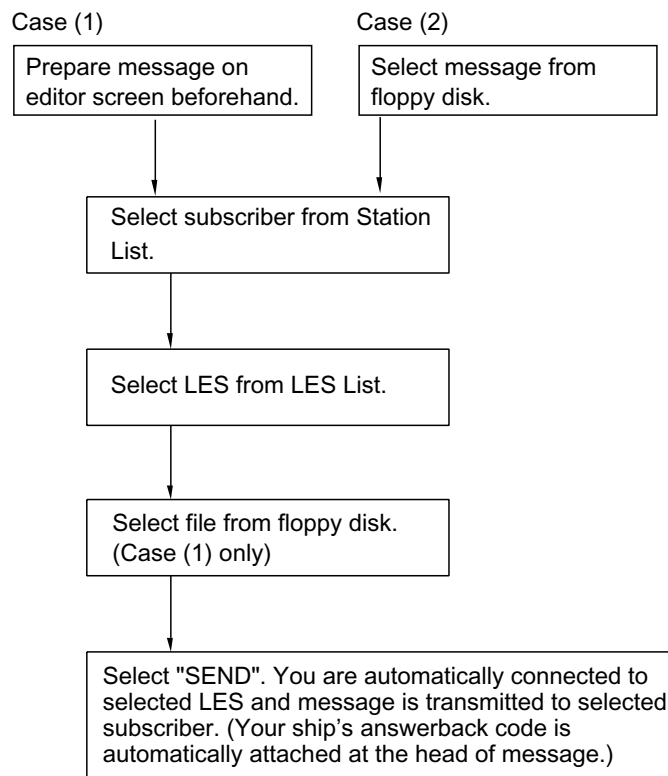 Case (1)
Case (2)
Prepare message on
editor screen beforehand.
Select message from
floppy disk.
Select subscriber from Station
List.
Select LES from LES List.
Select file from floppy disk.
(Case (1) only)
Select "SEND". You are automatically connected to
selected LES and message is transmitted to selected
subscriber. (Your ship's answerback code is
automatically attached at the head of message.)